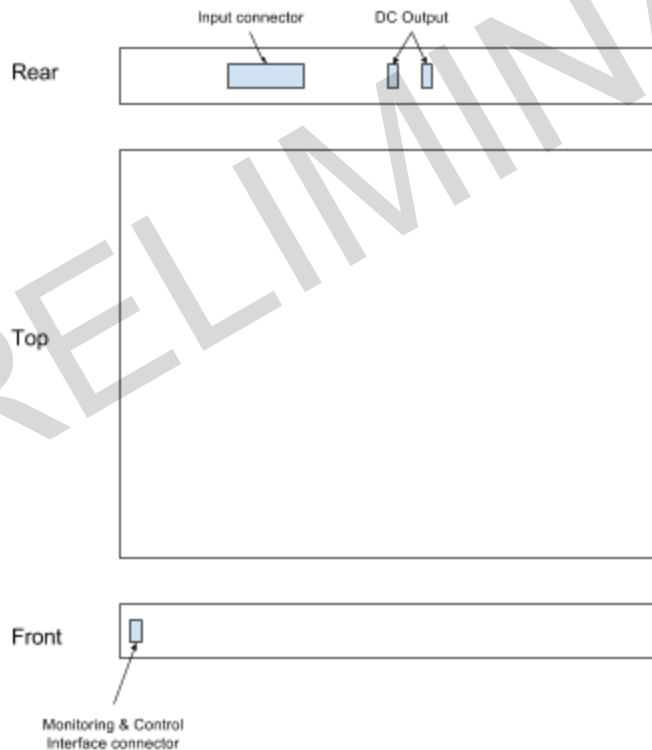 Input connector
DC Output
Rear
RELIMIN
Top
Front
Monitoring & Control
Interface connector